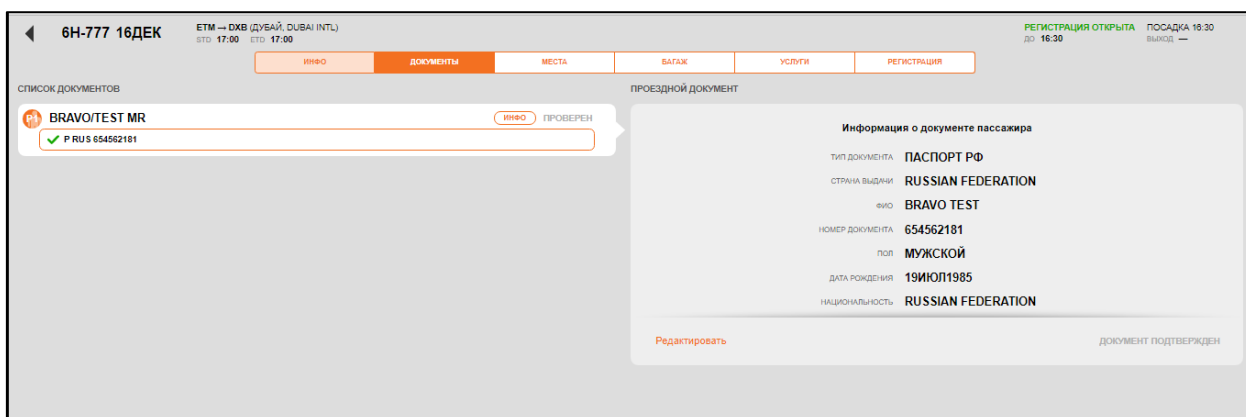 6Н-777 16ДЕК
ETM → DXB (ДУБАЙ, DUBAI INTL)
STD 17:00 ETD 17:00
РЕГИСТРАЦИЯ ОТКРЫТА ПОСАДКА 16:30
ДО 16:30 ВЫХОД —
ИНФО ДОКУМЕНТЫ МЕСТА БАГАЖ УСЛУГИ РЕГИСТРАЦИЯ
СПИСОК ДОКУМЕНТОВ
P1 BRAVO/TEST MR ИНФО ПРОВЕРЕН
P RUS 654562181
ПРОЕЗДНОЙ ДОКУМЕНТ
Информация о документе пассажира
ТИП ДОКУМЕНТА ПАСПОРТ РФ
СТРАНА ВЫДАЧИ RUSSIAN FEDERATION
ФИО BRAVO TEST
НОМЕР ДОКУМЕНТА 654562181
ПОЛ МУЖСКОЙ
ДАТА РОЖДЕНИЯ 19ИЮЛ1985
НАЦИОНАЛЬНОСТЬ RUSSIAN FEDERATION
Редактировать ДОКУМЕНТ ПОДТВЕРЖДЕН